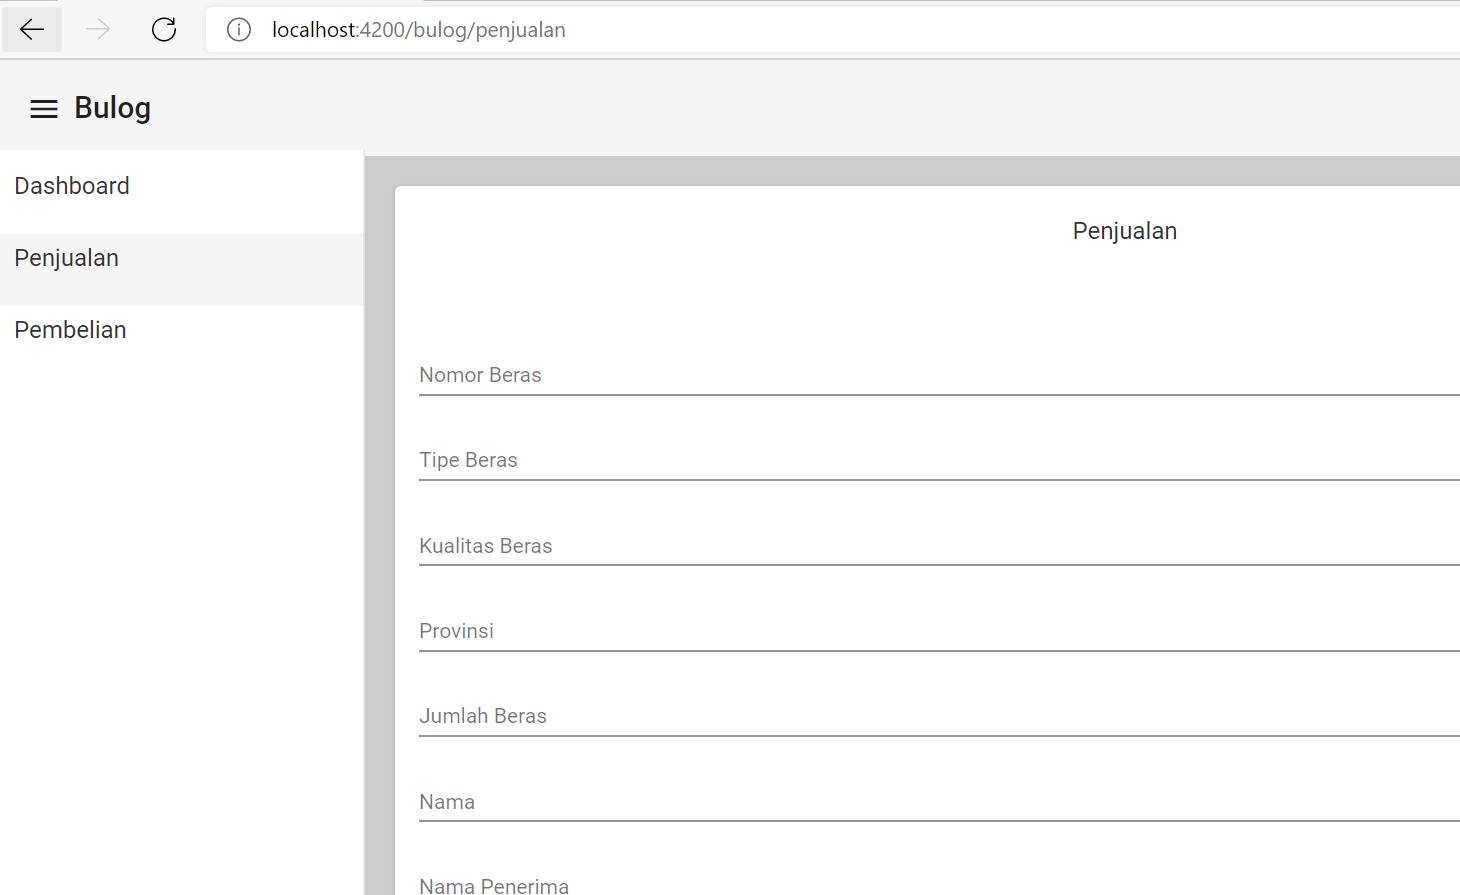 localhost:4200/bulog/penjualan
Bulog
Dashboard
Penjualan
Pembelian
Penjualan
Nomor Beras
Tipe Beras
Kualitas Beras
Provinsi
Jumlah Beras
Nama
Nama Penerima